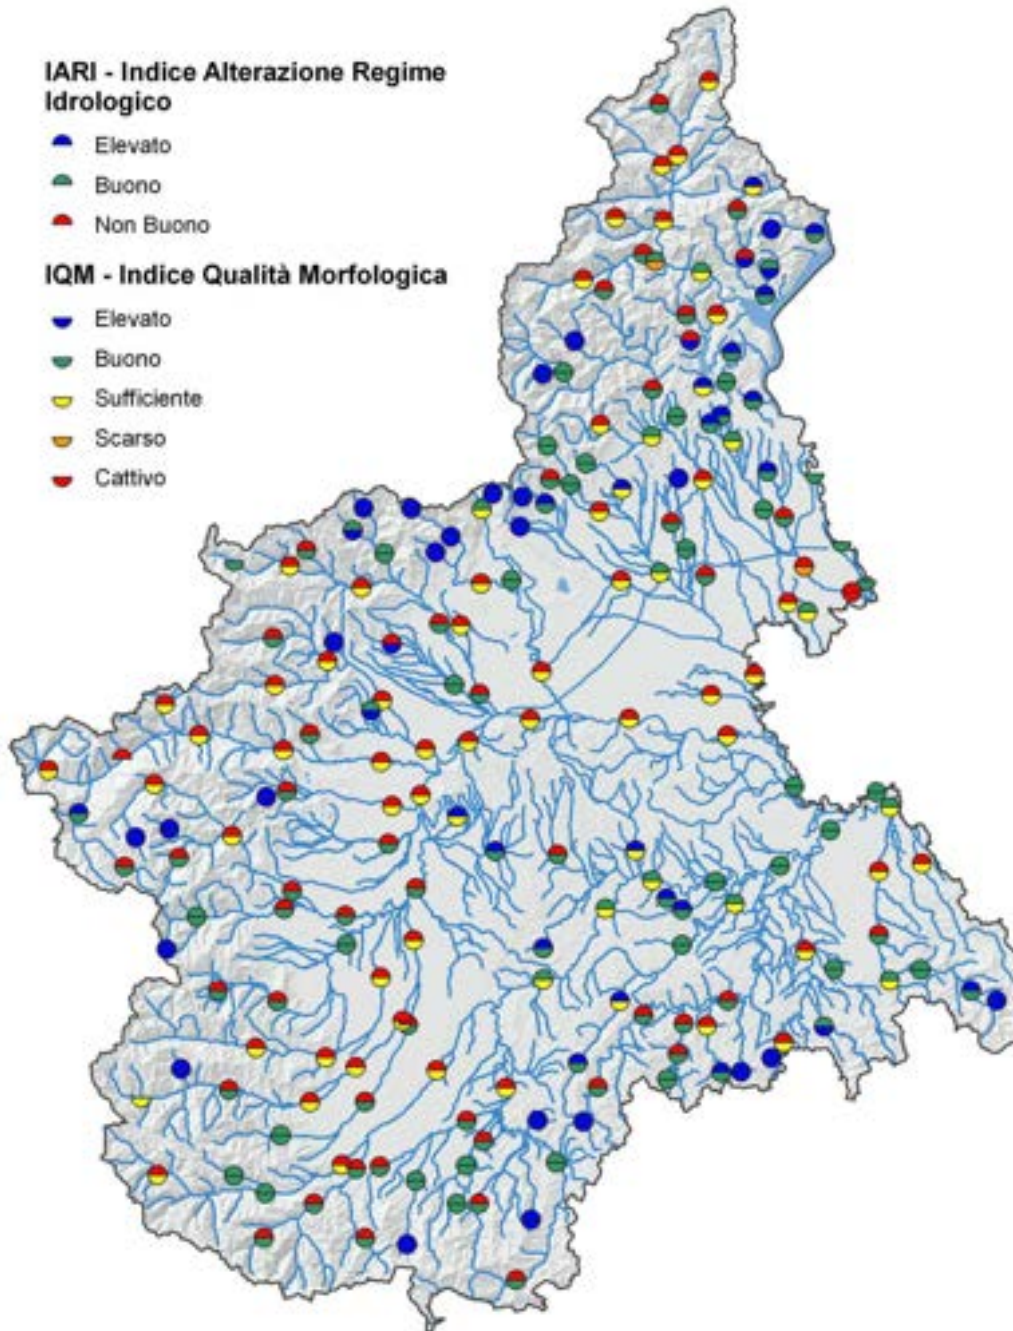 IARI - Indice Alterazione Regime
Idrologico
Elevato
Buono
Non Buono
IQM - Indice Qualità Morfologica
Elevato
Buono
Sufficiente
Scarso
Cattivo